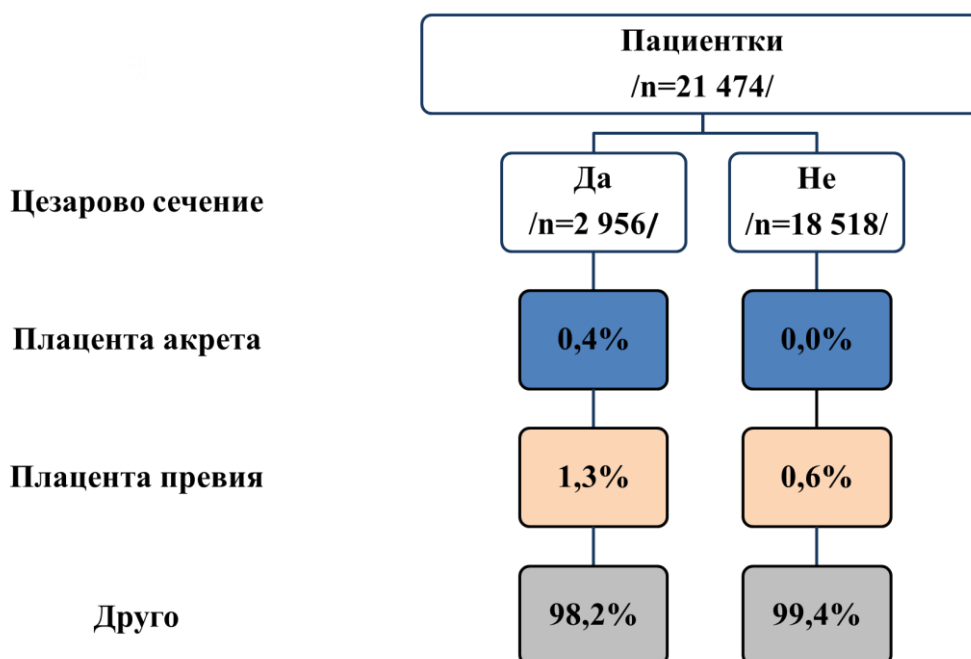 Пациентки
/n=21 474/
Цезарово сечение
Да
/n=2 956/
Не
/n=18 518/
Плацента акрета
0,4%
0,0%
Плацента превия
1,3%
0,6%
Друго
98,2%
99,4%